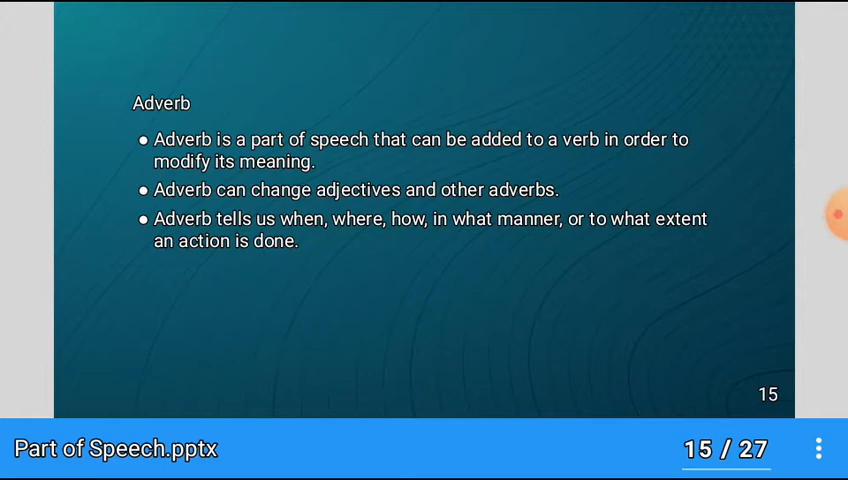 Adverb
● Adverb is a part of speech that can be added to a verb in order to
modify its meaning.
● Adverb can change adjectives and other adverbs.
● Adverb tells us when, where, how, in what manner, or to what extent
an action is done.
15
Part of Speech.pptx
15 / 27